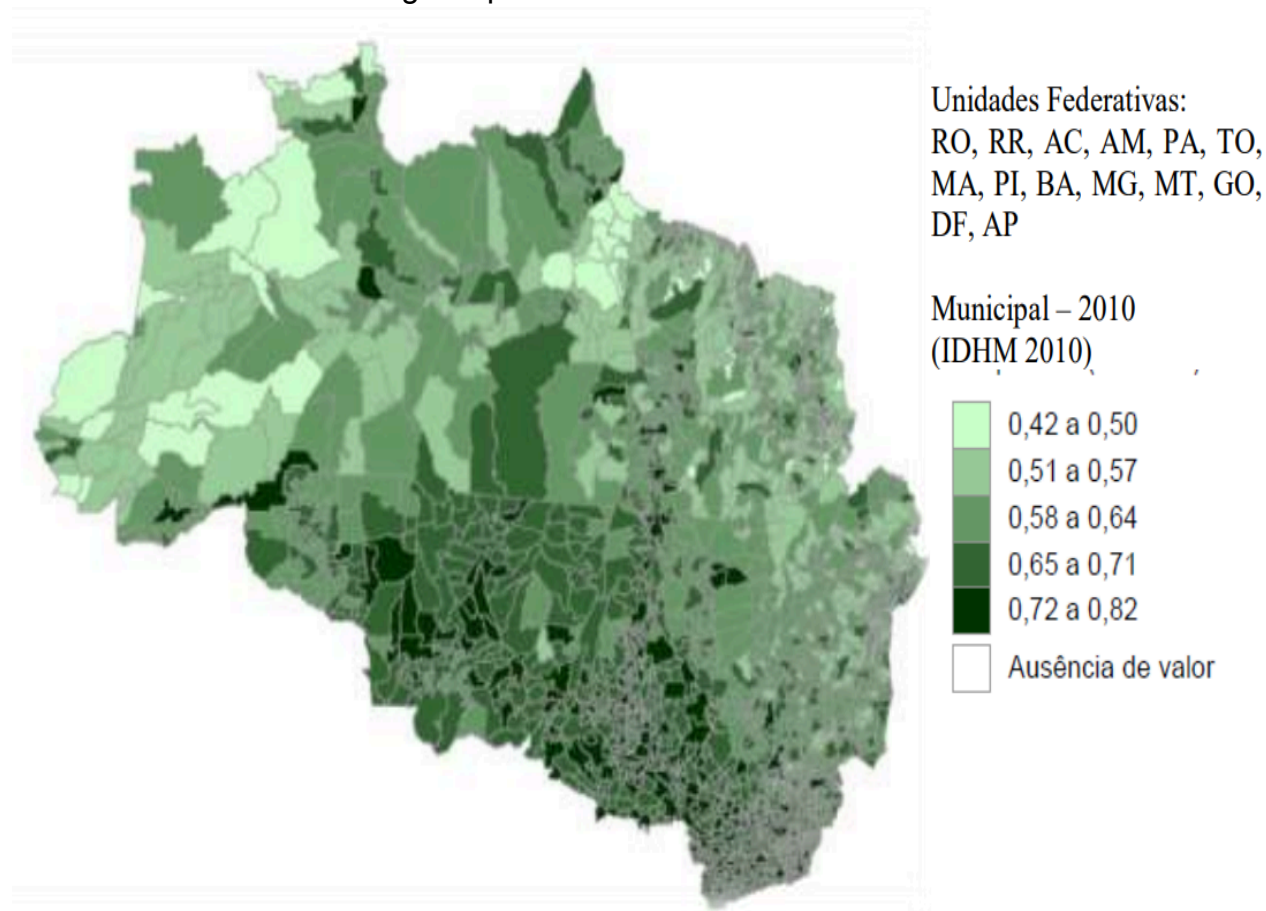 Unidades Federativas:
RO, RR, AC, AM, PA, TO,
MA, PI, BA, MG, MT, GO,
DF, AP
Municipal – 2010
(IDHM 2010)
0,42 a 0,50
0,51 a 0,57
0,58 a 0,64
0,65 a 0,71
0,72 a 0,82
Ausência de valor